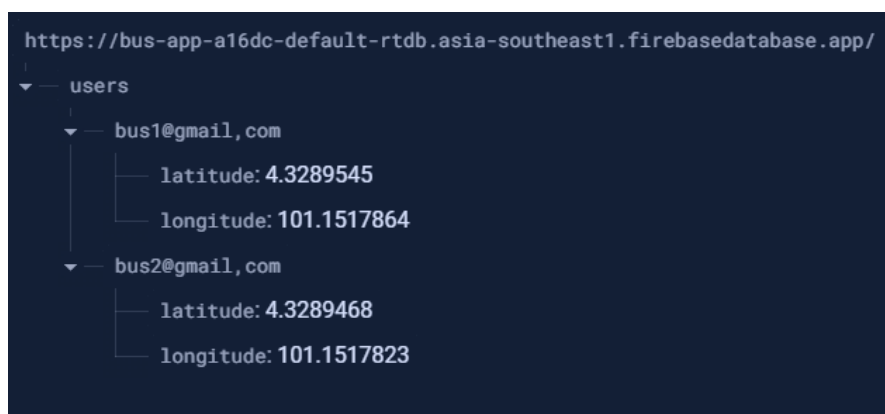 https://bus-app-a16dc-default-rtdb.asia-southeast1.firebasedatabase.app/
users
bus1@gmail,com
latitude: 4.3289545
longitude: 101.1517864
bus2@gmail,com
latitude: 4.3289468
longitude: 101.1517823